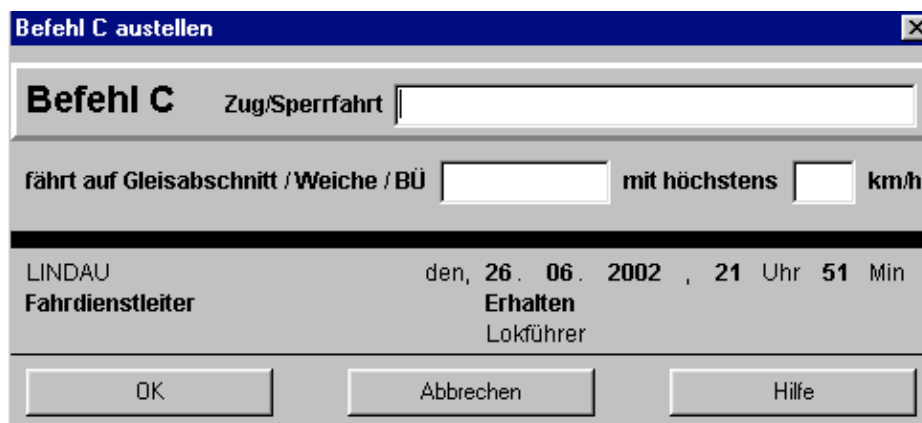 Befehl C austellen
Befehl C Zug/Sperrfahrt
fährt auf Gleisabschnitt / Weiche / BÜ mit höchstens km/h
LINDAU den, 26 . 06 . 2002 , 21 Uhr 51 Min
Fahrdienstleiter Erhalten
Lokführer
OK Abbrechen Hilfe